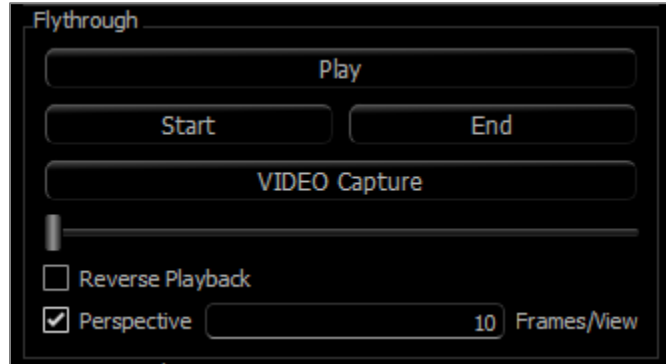 Flythrough
Play
Start End
VIDEO Capture
Reverse Playback
Perspective 10 Frames/View